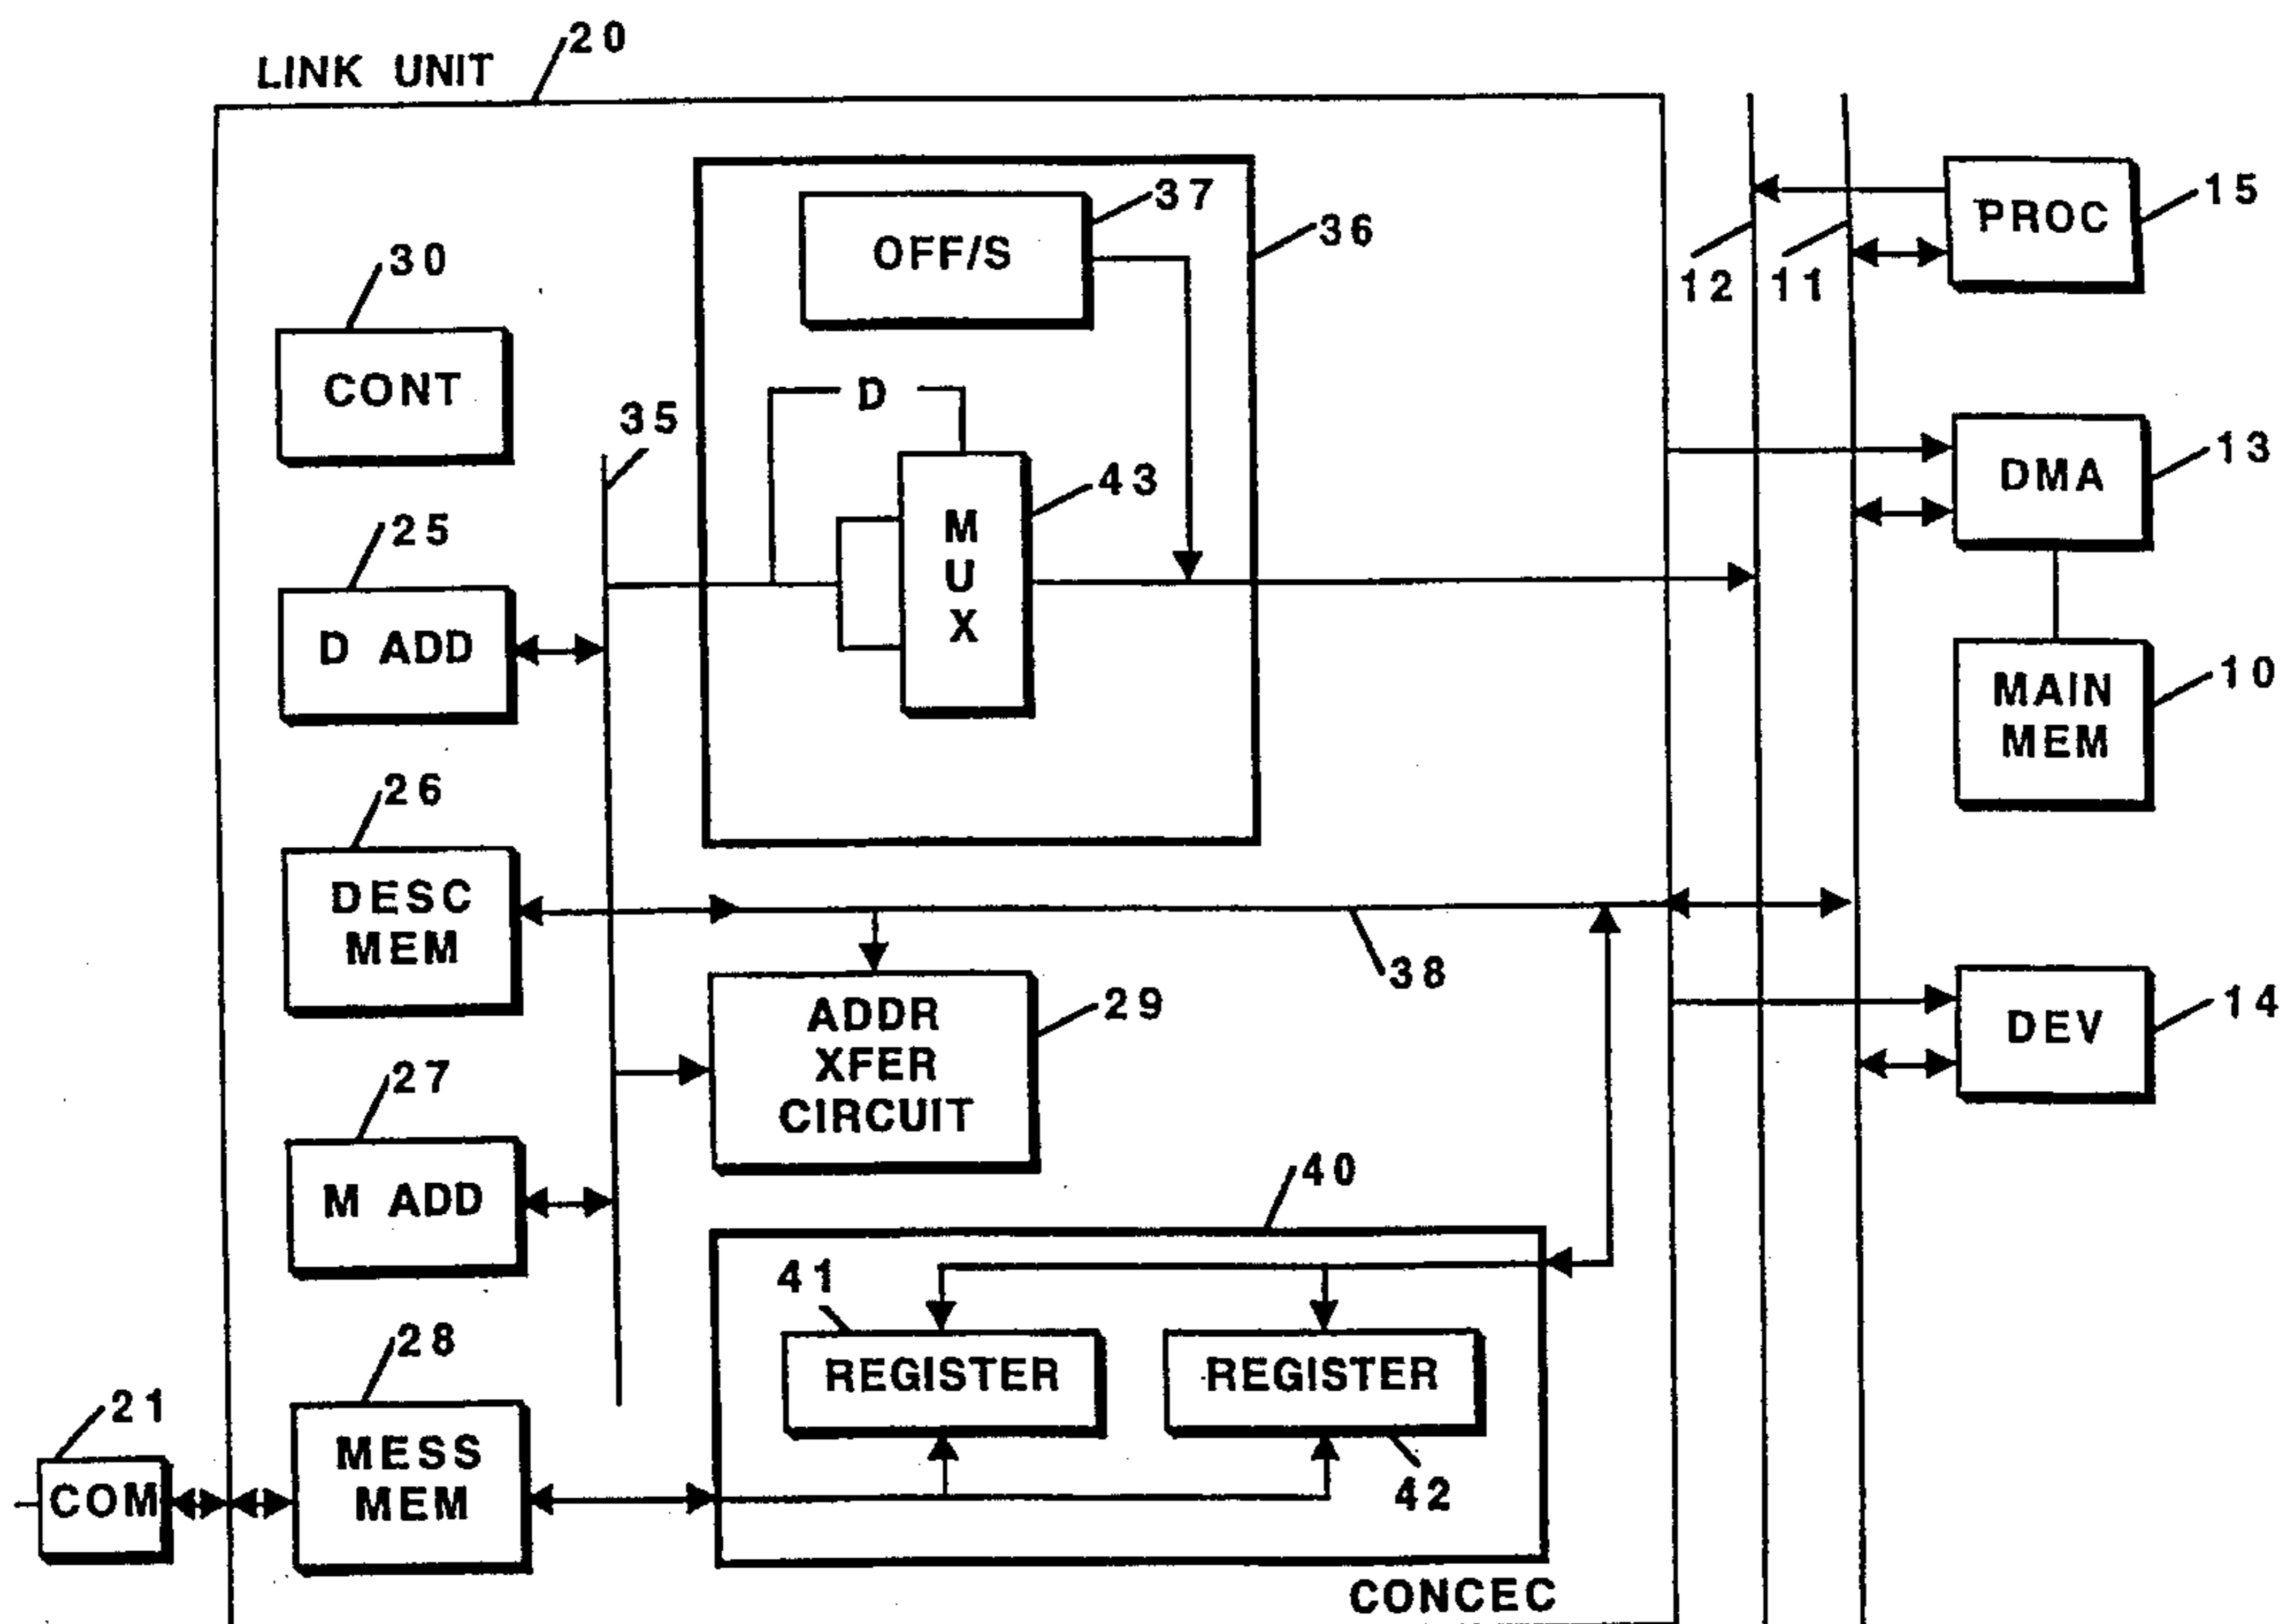 LINK UNIT
20
37
OFF/S
36
PROC
15
12
11
30
CONT
35
D
43
MUX
DMA
13
25
D ADD
MAIN
MEM
10
26
DESC
MEM
38
ADDR
XFER
CIRCUIT
29
DEV
14
27
M ADD
40
41
REGISTER
REGISTER
42
28
MESS
MEM
21
COM
CONCEC